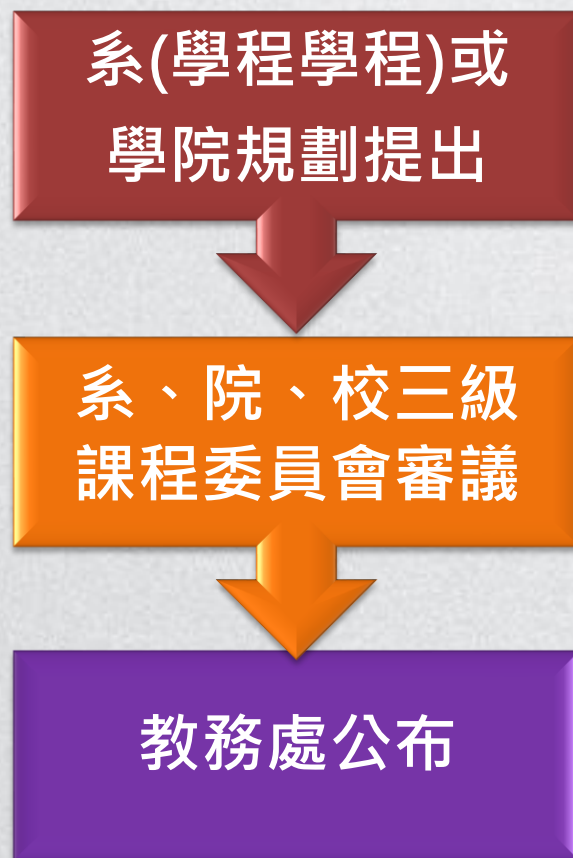 系(學程學程)或
學院規劃提出
系、院、校三級
課程委員會審議
教務處公布